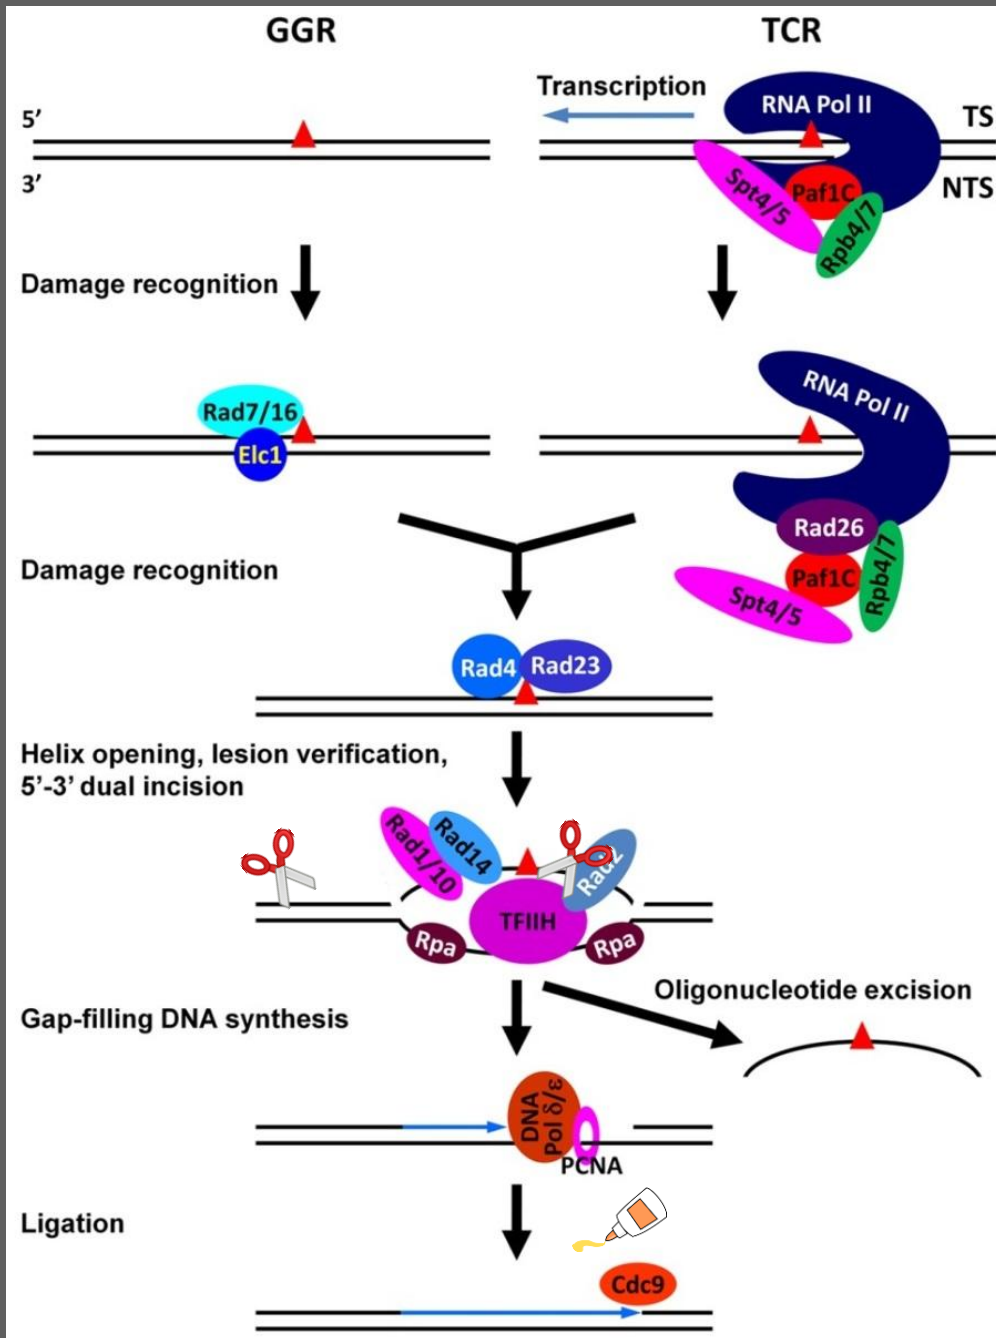 GGR
TCR
Transcription
RNA Pol II
TS
5'
3'
NTS
Spt4/5
Paf1C
Rpb4/7
Damage recognition
RNA Pol II
Rad7/16
Elc1
Rad26
Paf1C
Rpb4/7
Spt4/5
Damage recognition
Rad4
Rad23
Helix opening, lesion verification,
5'-3' dual incision
Rad1/10
Rad14
Rad2
TFIIH
Rpa
Rpa
Oligonucleotide excision
Gap-filling DNA synthesis
DNA
Pol δ/ε
PCNA
Ligation
Cdc9